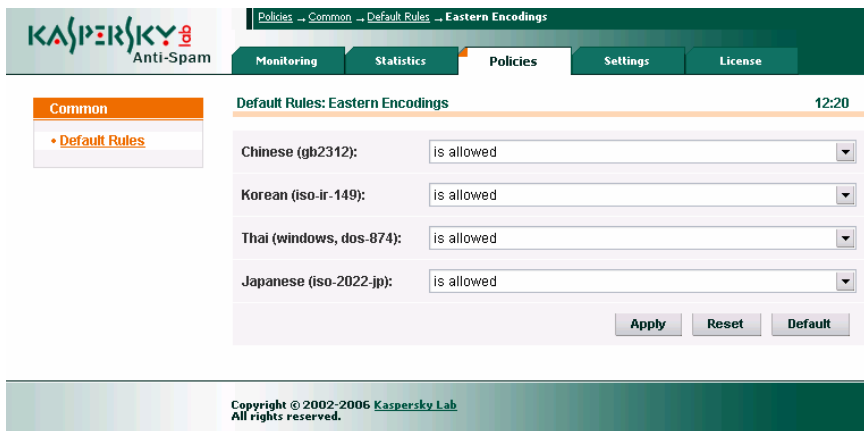 Policies → Common → Default Rules → Eastern Encodings
KASPERSKY lab
Anti-Spam
Monitoring
Statistics
Policies
Settings
License
Common
Default Rules
Default Rules: Eastern Encodings 12:20
Chinese (gb2312): is allowed
Korean (iso-ir-149): is allowed
Thai (windows, dos-874): is allowed
Japanese (iso-2022-jp): is allowed
Apply Reset Default
Copyright © 2002-2006 Kaspersky Lab
All rights reserved.